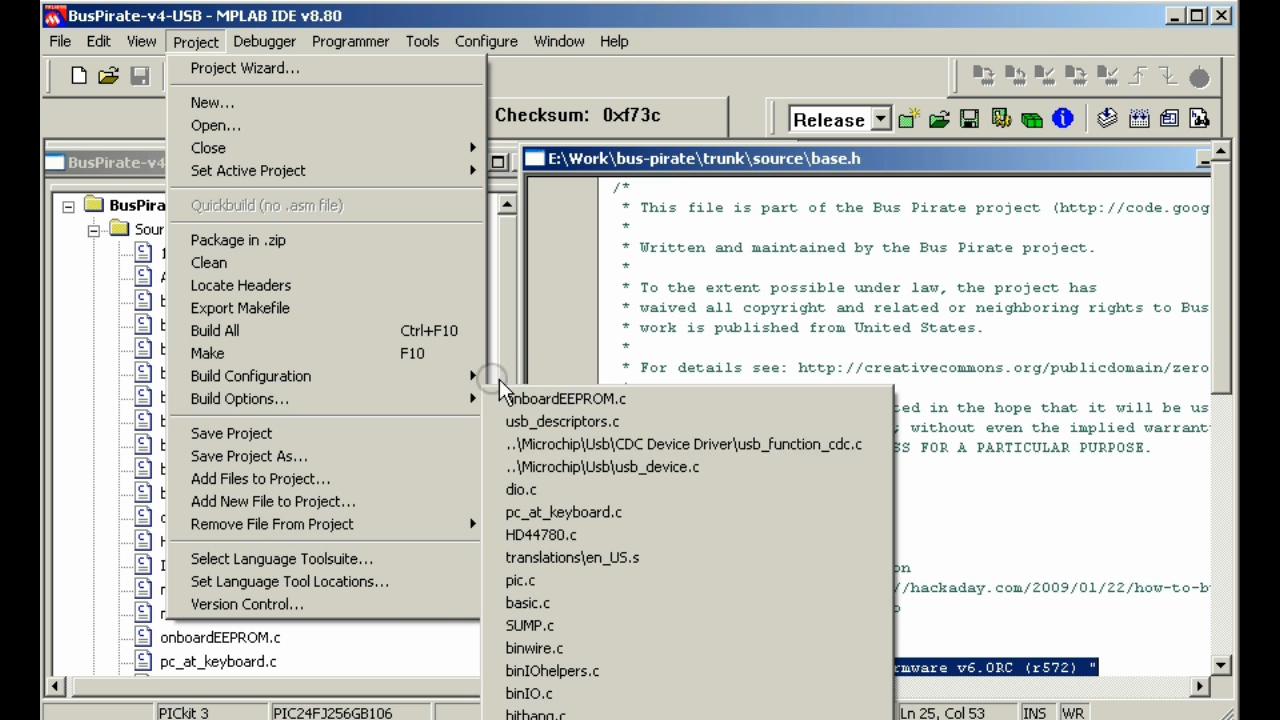 BusPirate-v4-USB - MPLAB IDE v8.80
File Edit View Project Debugger Programmer Tools Configure Window Help
Project Wizard...
New...
Open...
Close
Set Active Project
Quickbuild (no .asm file)
Package in .zip
Clean
Locate Headers
Export Makefile
Build All Ctrl+F10
Make F10
Build Configuration
Build Options...
Save Project
Save Project As...
Add Files to Project...
Add New File to Project...
Remove File From Project
Select Language Toolsuite...
Set Language Tool Locations...
Version Control...
Checksum: 0xf73c
Release
BusPirate-v4
BusPira
Sour
onboardEEPROM.c
pc_at_keyboard.c
E:\Work\bus-pirate\trunk\source\base.h
/*
* This file is part of the Bus Pirate project (http://code.goog
*
* Written and maintained by the Bus Pirate project.
*
* To the extent possible under law, the project has
* waived all copyright and related or neighboring rights to Bus
* work is published from United States.
*
* For details see: http://creativecommons.org/publicdomain/zero
ted in the hope that it will be us
; without even the implied warrant
SS FOR A PARTICULAR PURPOSE.
on
//hackaday.com/2009/01/22/how-to-b
rmware v6.0RC (r572) "
nboardEEPROM.c
usb_descriptors.c
..\Microchip\Usb\CDC Device Driver\usb_function_cdc.c
..\Microchip\Usb\usb_device.c
dio.c
pc_at_keyboard.c
HD44780.c
translations\en_US.s
pic.c
basic.c
SUMP.c
binwire.c
binIOhelpers.c
binIO.c
bitbang.c
PICkit 3 PIC24FJ256GB106 Ln 25, Col 53 INS WR